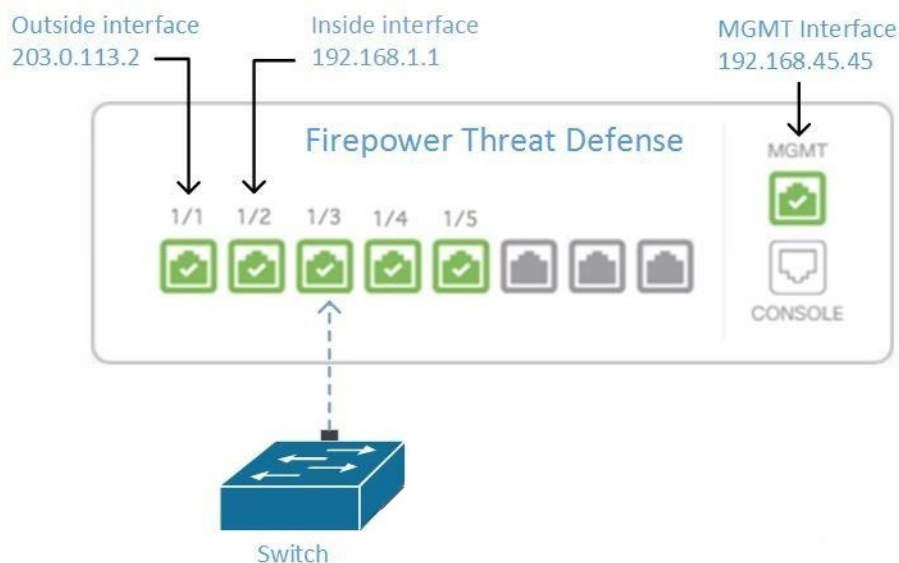 Outside interface
203.0.113.2
Inside interface
192.168.1.1
MGMT Interface
192.168.45.45
Firepower Threat Defense
MGMT
1/1 1/2 1/3 1/4 1/5
CONSOLE
Switch